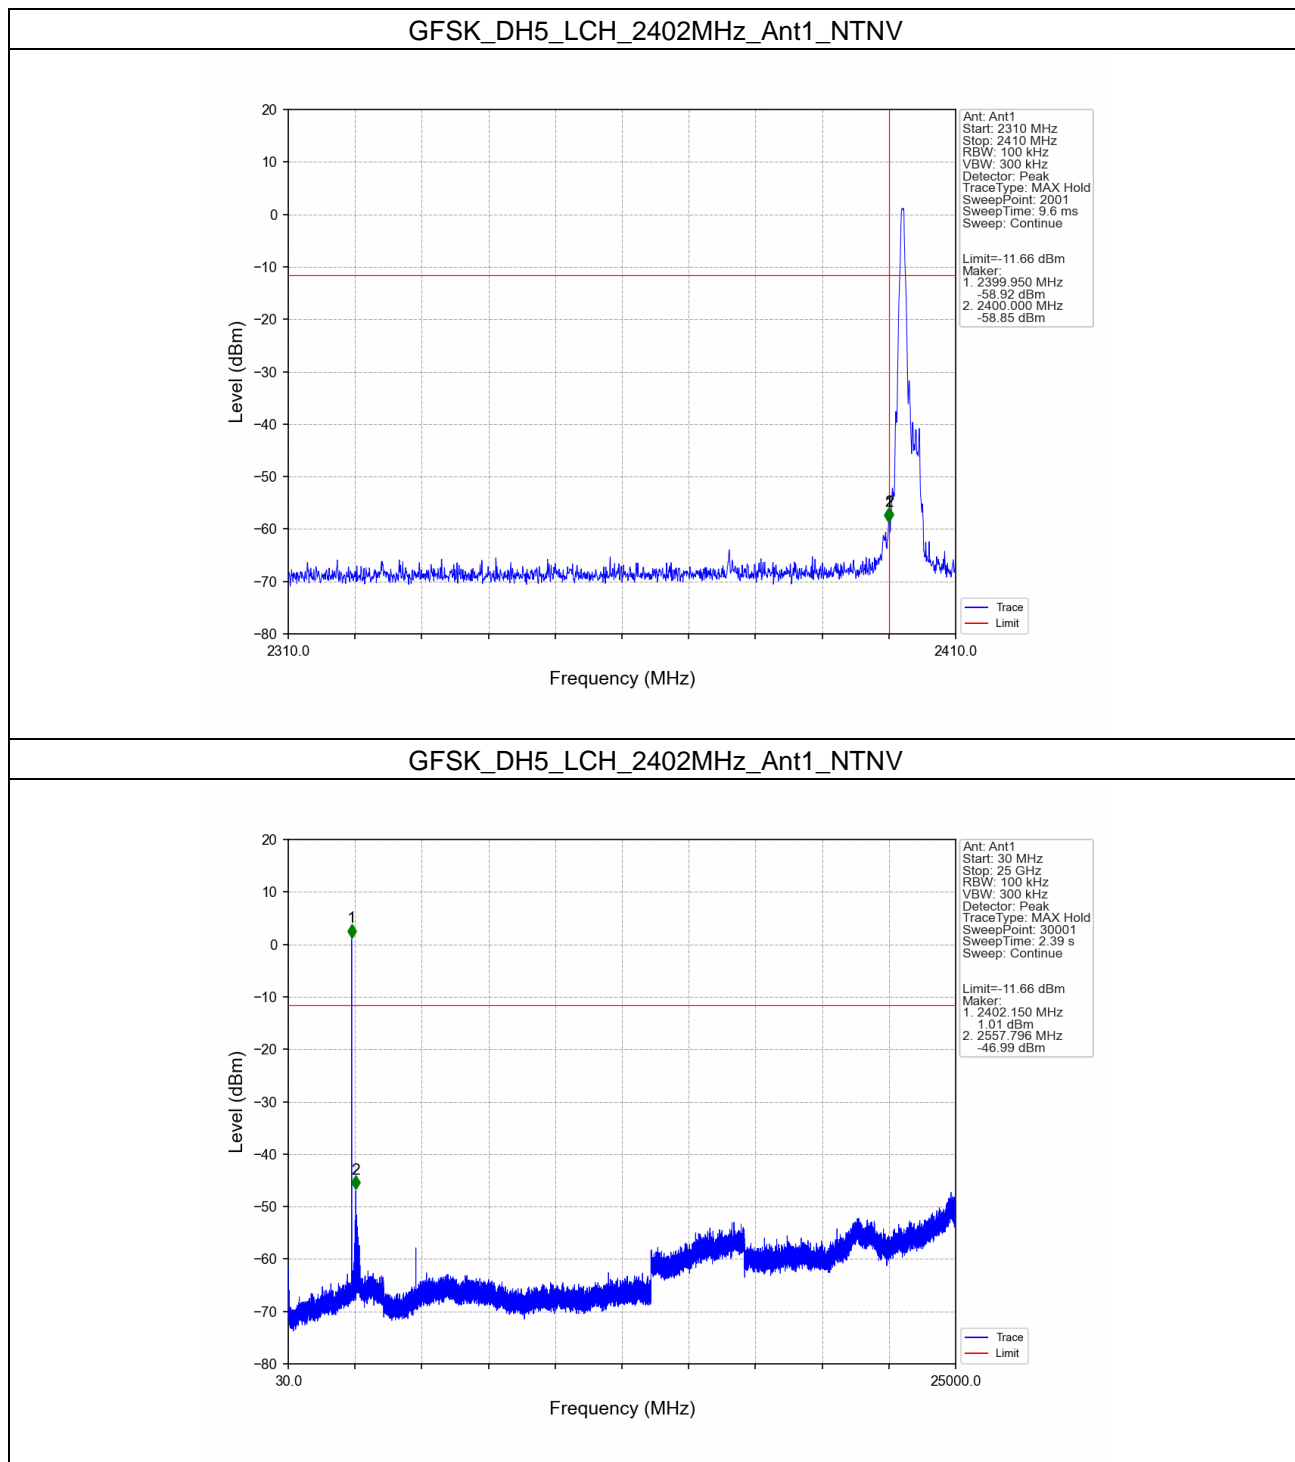 GFSK_DH5_LCH_2402MHz_Ant1_NTNV
20
10
0
−10
−20
−30
−40
−50
−60
−70
−80
Level (dBm)
2310.0
2410.0
Frequency (MHz)
2
Ant: Ant1
Start: 2310 MHz
Stop: 2410 MHz
RBW: 100 kHz
VBW: 300 kHz
Detector: Peak
TraceType: MAX Hold
SweepPoint: 2001
SweepTime: 9.6 ms
Sweep: Continue
Limit=-11.66 dBm
Maker:
1. 2399.950 MHz
-58.92 dBm
2. 2400.000 MHz
-58.85 dBm
Trace
Limit
GFSK_DH5_LCH_2402MHz_Ant1_NTNV
20
10
0
−10
−20
−30
−40
−50
−60
−70
−80
Level (dBm)
30.0
25000.0
Frequency (MHz)
1
2
Ant: Ant1
Start: 30 MHz
Stop: 25 GHz
RBW: 100 kHz
VBW: 300 kHz
Detector: Peak
TraceType: MAX Hold
SweepPoint: 30001
SweepTime: 2.39 s
Sweep: Continue
Limit=-11.66 dBm
Maker:
1. 2402.150 MHz
1.01 dBm
2. 2557.796 MHz
-46.99 dBm
Trace
Limit